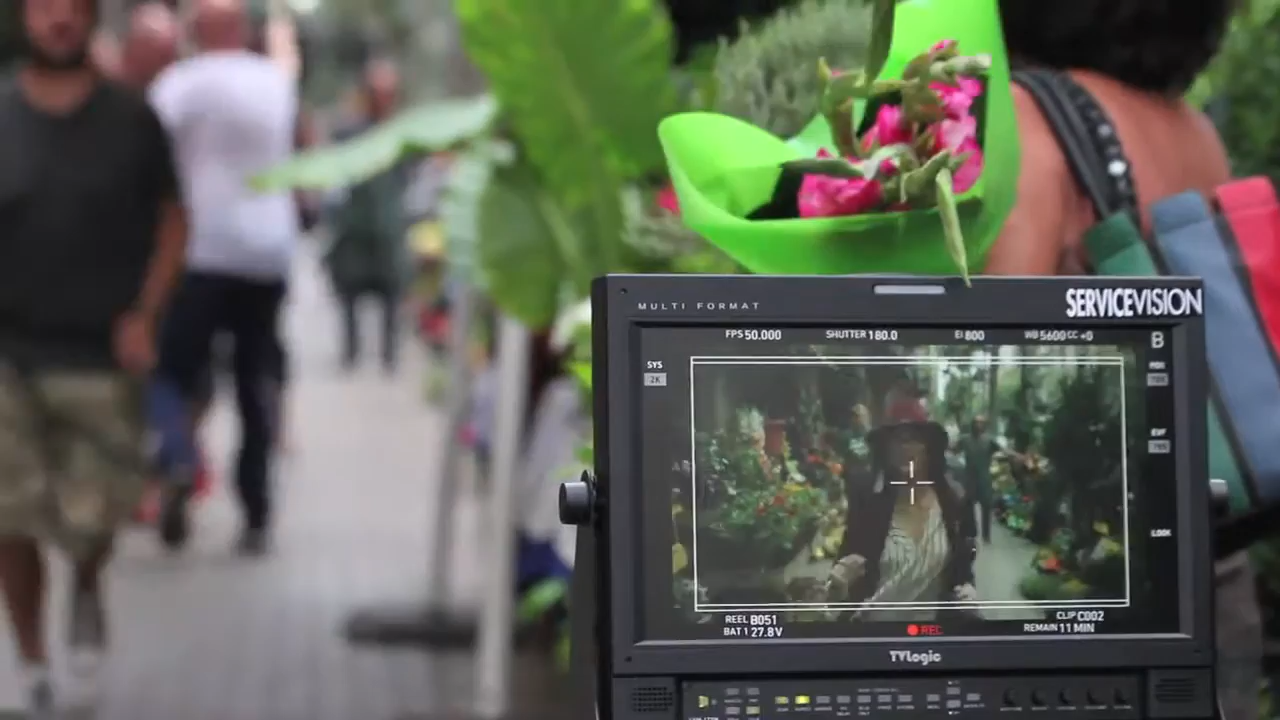 MULTI FORMAT
SERVICEVISION
FPS 50.000 SHUTTER 180.0 EI 800 WB 5600 CC +0
B
SYS
2K
LOOK
REEL B051
CLIP C002
BAT 1 27.8V
REC
REMAIN 11 MIN
TVLogic